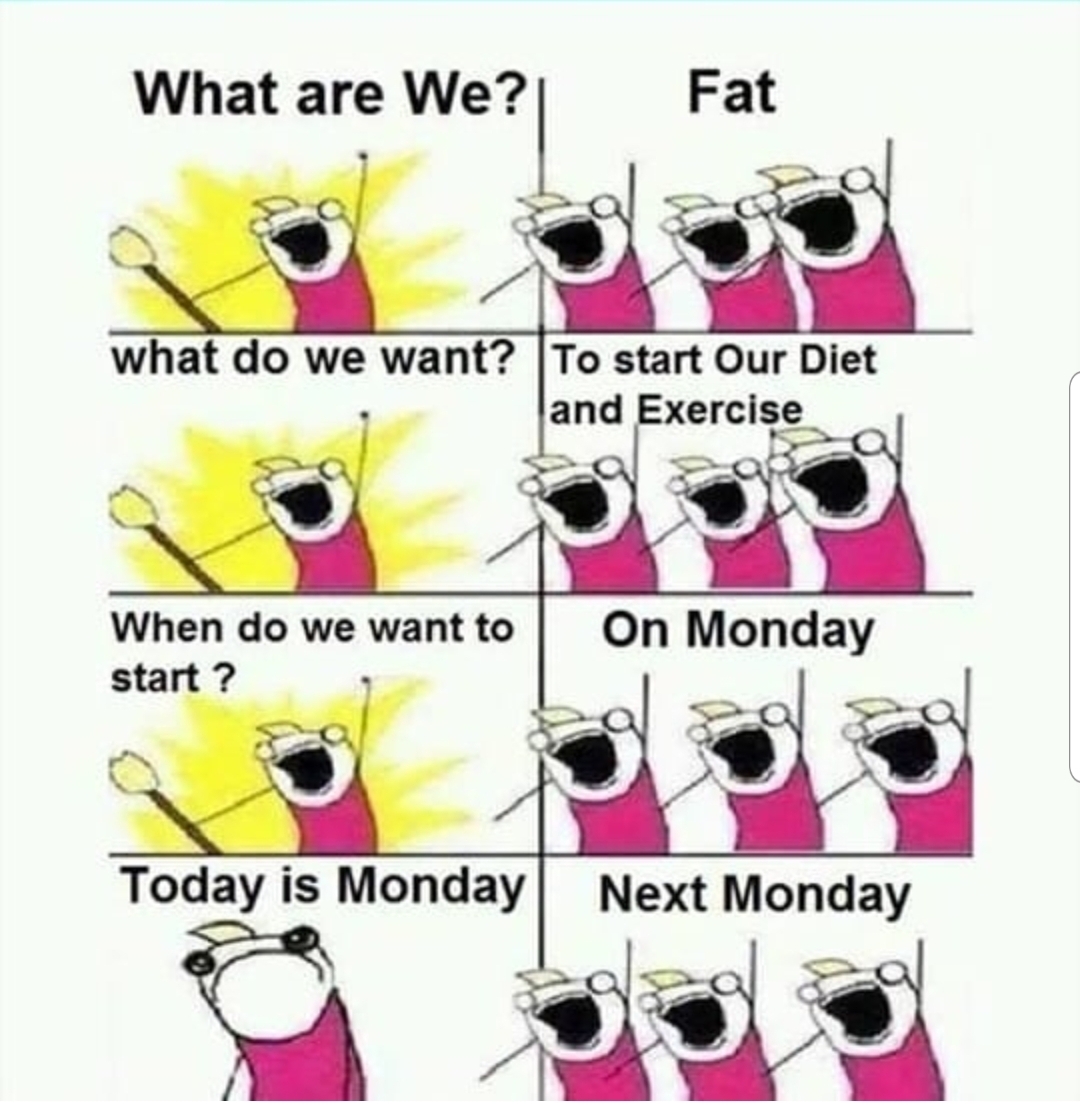 What are We?
Fat
what do we want?
To start Our Diet
and Exercise
When do we want to
start ?
On Monday
Today is Monday
Next Monday